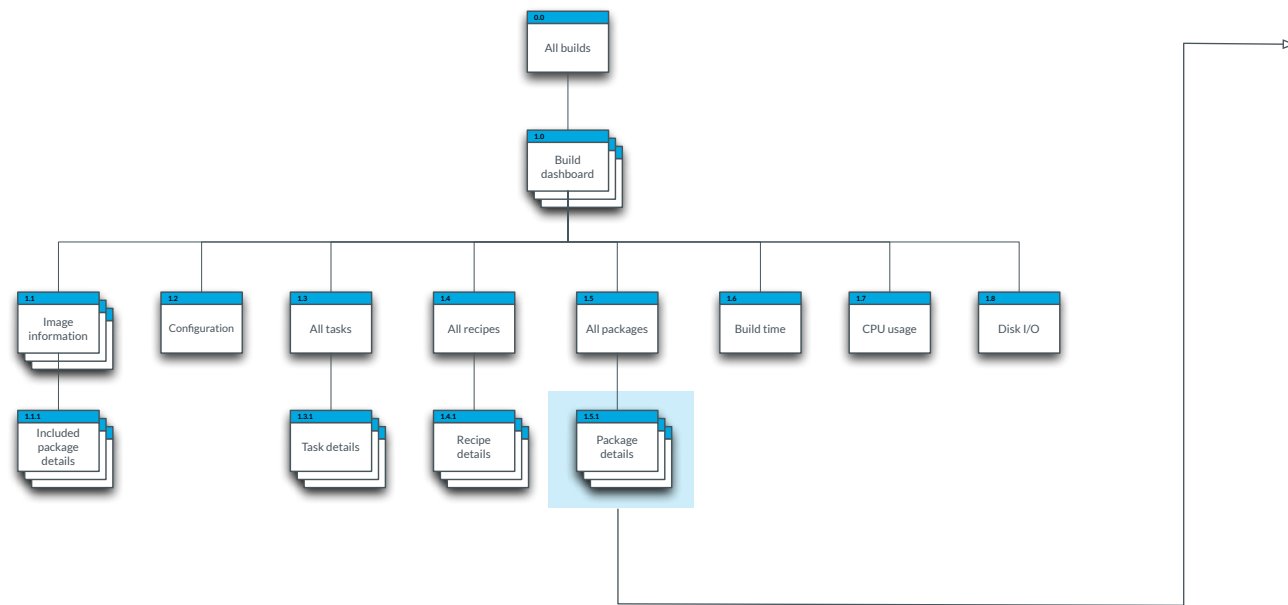 0.0
All builds
1.0
Build
dashboard
1.1
Image
information
1.2
Configuration
1.3
All tasks
1.4
All recipes
1.5
All packages
1.6
Build time
1.7
CPU usage
1.8
Disk I/O
1.1.1
Included
package
details
1.3.1
Task details
1.4.1
Recipe
details
1.5.1
Package
details